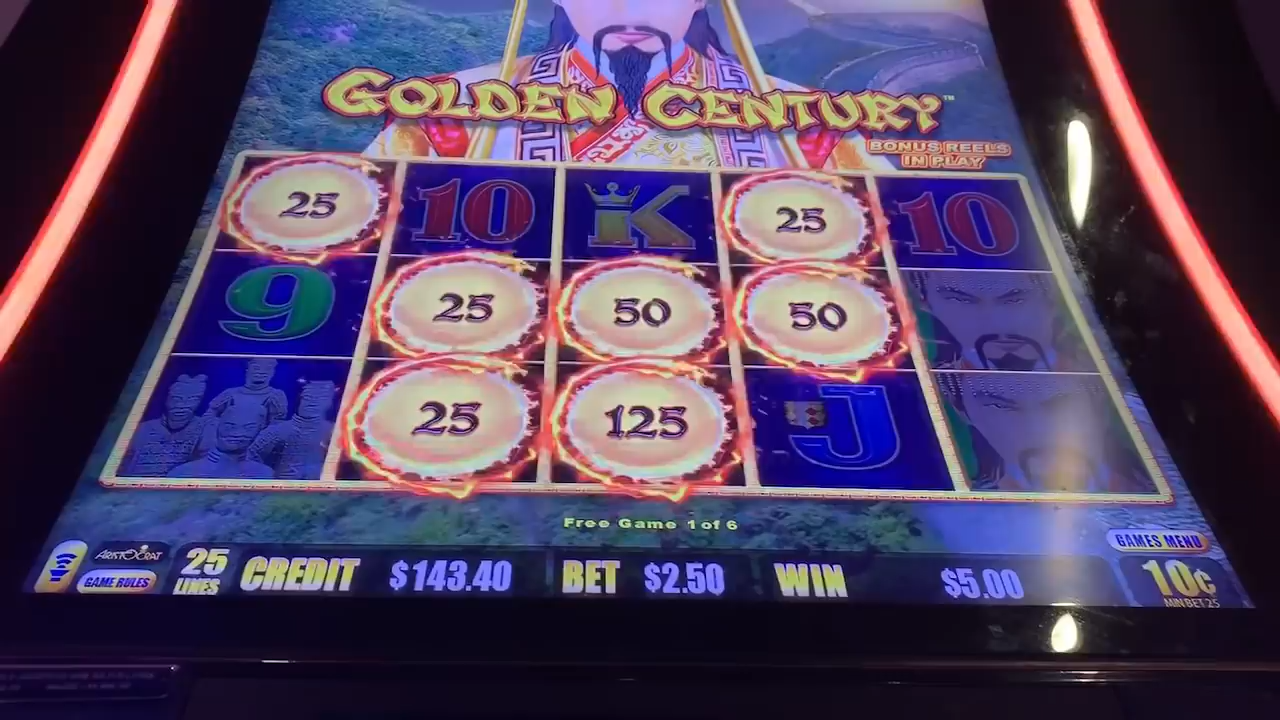 GOLDEN CENTURY™
BONUS REELS
IN PLAY
25 10 K 25 10
9 25 50 50
25 125 J
Free Game 1 of 6
ARISTOCRAT
GAME RULES
25
LINES
CREDIT $143.40 BET $2.50 WIN $5.00
GAMES MENU
10¢
MIN BET 25